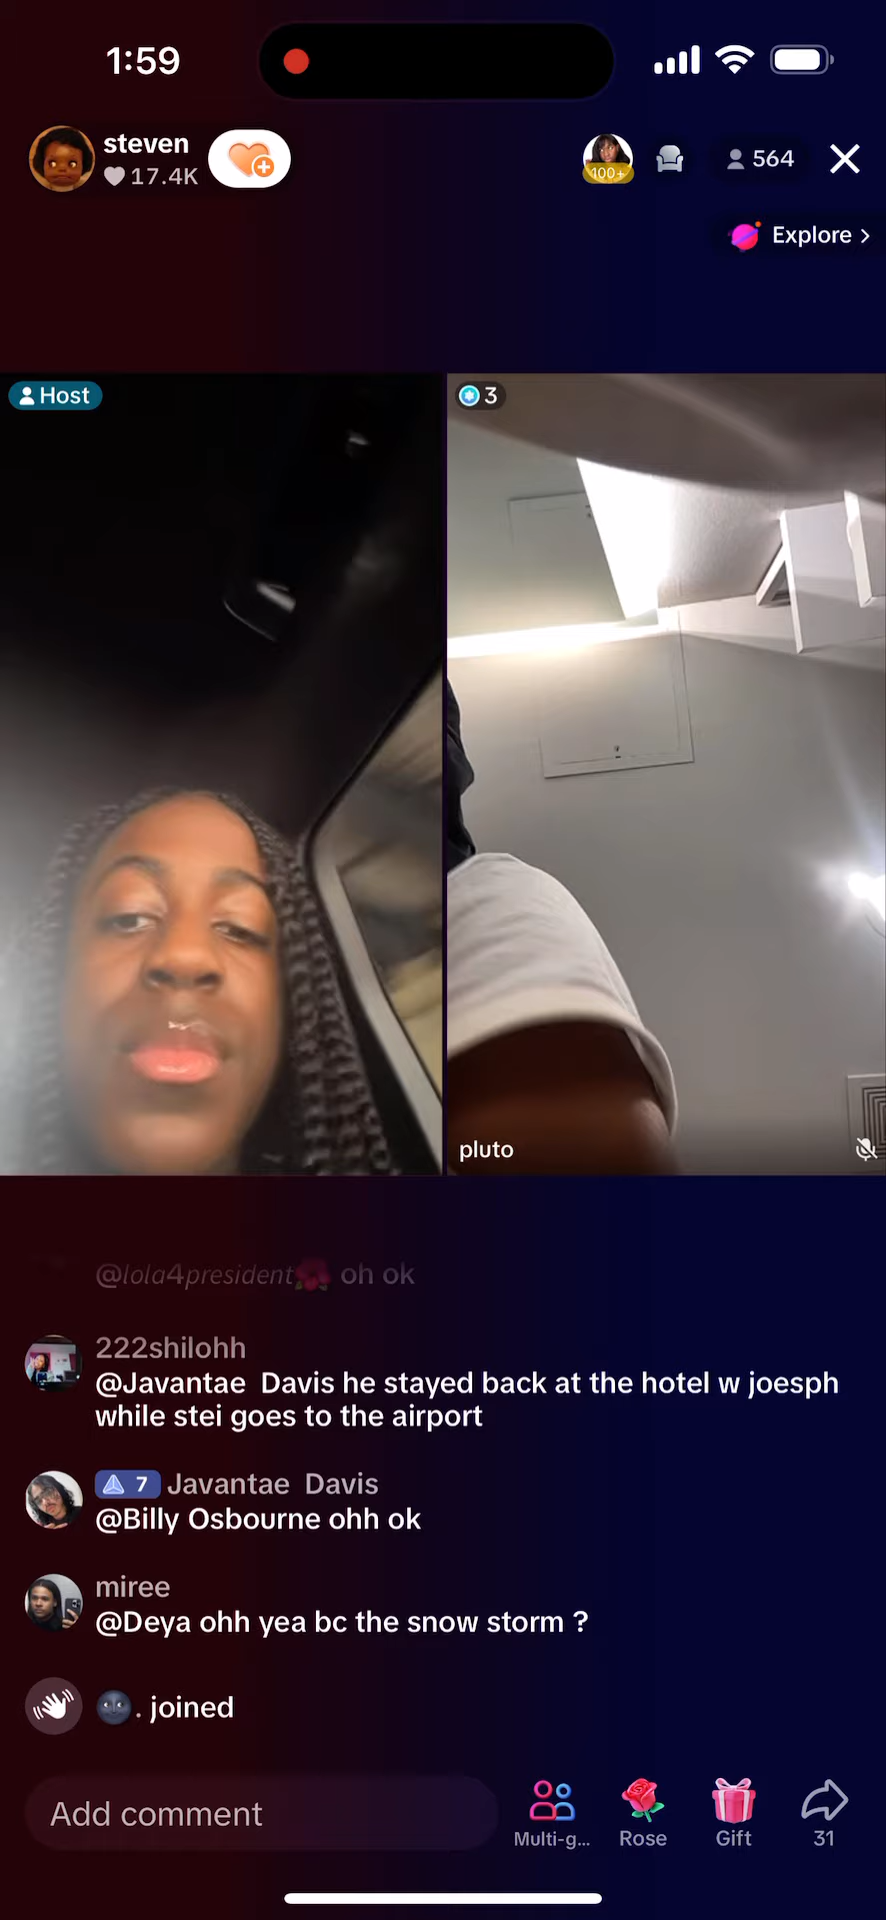 1:59
steven
17.4K
100+
564
Explore >
Host
3
pluto
@lola4president🌺 oh ok
222shilohh
@Javantae Davis he stayed back at the hotel w joesph
while stei goes to the airport
7 Javantae Davis
@Billy Osbourne ohh ok
miree
@Deya ohh yea bc the snow storm ?
🌚. joined
Add comment
Multi-g...
Rose
Gift
31